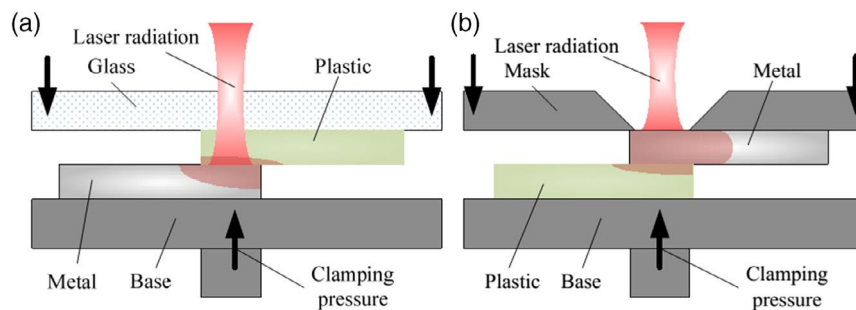 (a)
Laser radiation
Glass
Plastic
Metal
Base
Clamping
pressure
(b)
Laser radiation
Mask
Metal
Plastic
Base
Clamping
pressure